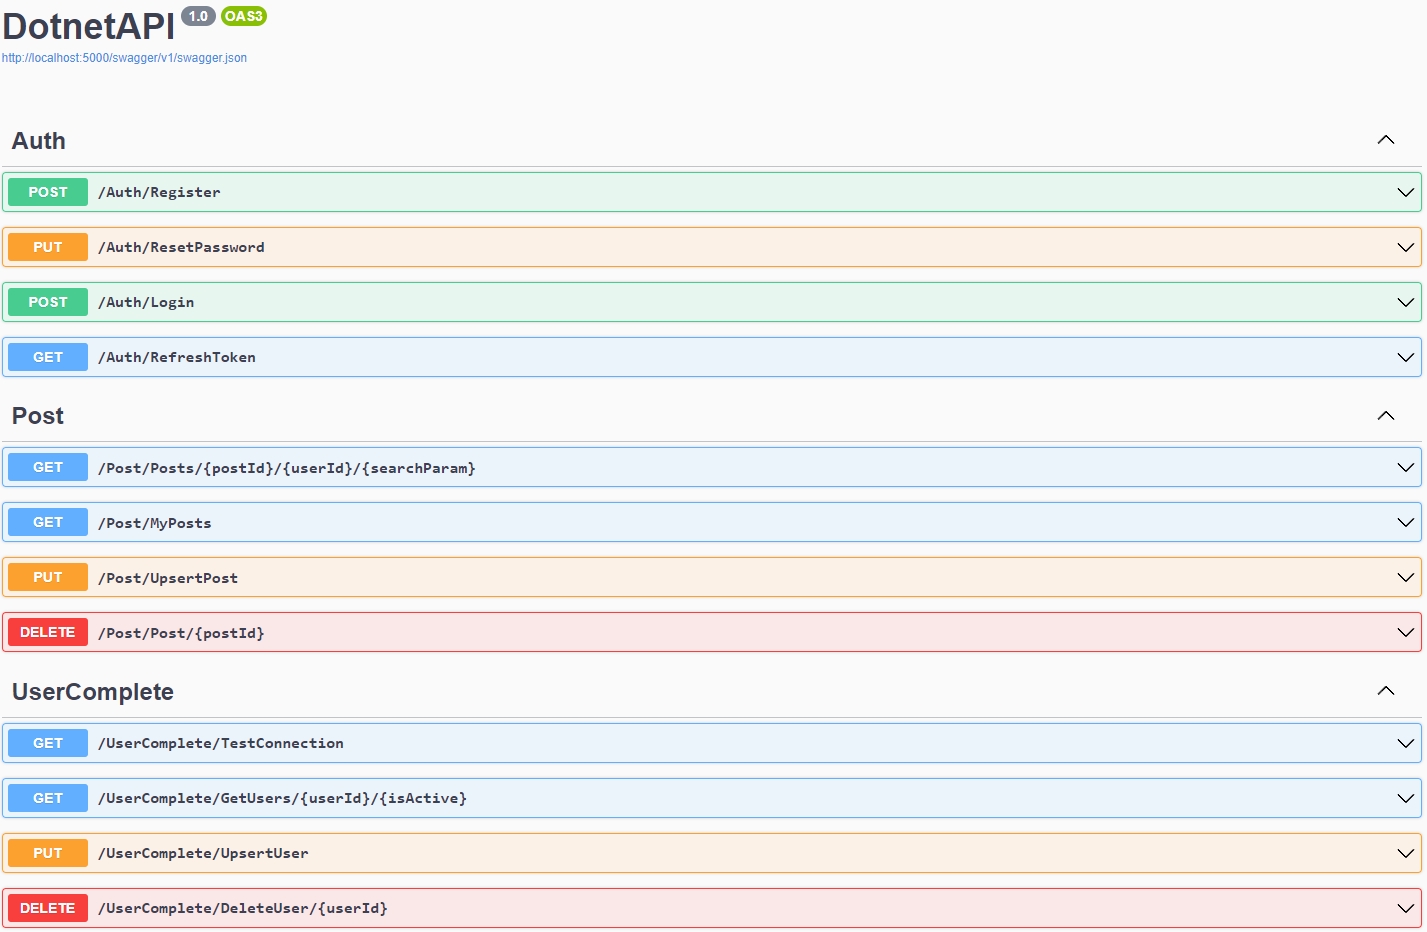 DotnetAPI 1.0 OAS3
http://localhost:5000/swagger/v1/swagger.json
Auth
POST /Auth/Register
PUT /Auth/ResetPassword
POST /Auth/Login
GET /Auth/RefreshToken
Post
GET /Post/Posts/{postId}/{userId}/{searchParam}
GET /Post/MyPosts
PUT /Post/UpsertPost
DELETE /Post/Post/{postId}
UserComplete
GET /UserComplete/TestConnection
GET /UserComplete/GetUsers/{userId}/{isActive}
PUT /UserComplete/UpsertUser
DELETE /UserComplete/DeleteUser/{userId}